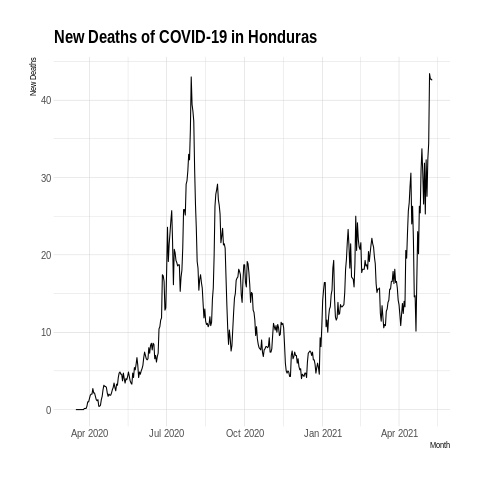 New Deaths of COVID-19 in Honduras
New Deaths
40
30
20
10
0
Apr 2020
Jul 2020
Oct 2020
Jan 2021
Apr 2021
Month